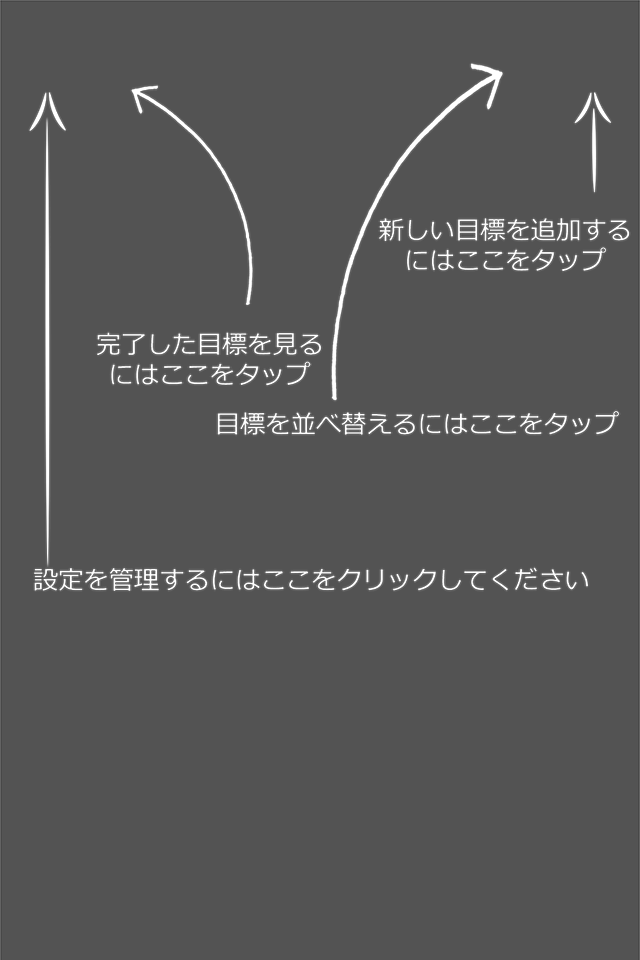 新しい目標を追加する
にはここをタップ
完了した目標を見る
にはここをタップ
目標を並べ替えるにはここをタップ
設定を管理するにはここをクリックしてください